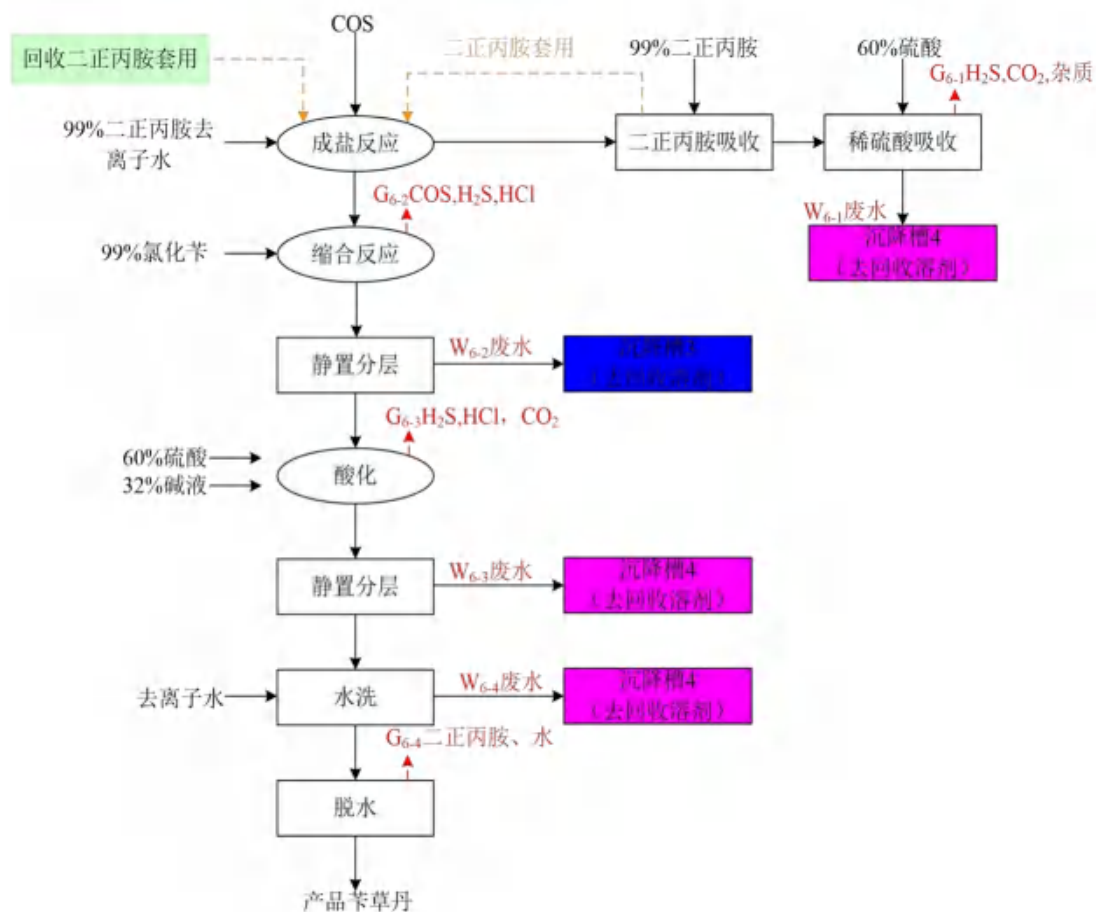 COS
回收二正丙胺套用
二正丙胺套用
99%二正丙胺
60%硫酸
G6-1H2S,CO2,杂质
99%二正丙胺去
离子水
成盐反应
二正丙胺吸收
稀硫酸吸收
G6-2COS,H2S,HCl
W6-1废水
99%氯化苄
缩合反应
沉降槽4
（去回收溶剂）
静置分层
W6-2废水
（去回收溶剂）
G6-3H2S,HCl，CO2
60%硫酸
32%碱液
酸化
静置分层
W6-3废水
沉降槽4
（去回收溶剂）
去离子水
水洗
W6-4废水
沉降槽4
（去回收溶剂）
G6-4二正丙胺、水
脱水
产品苄草丹